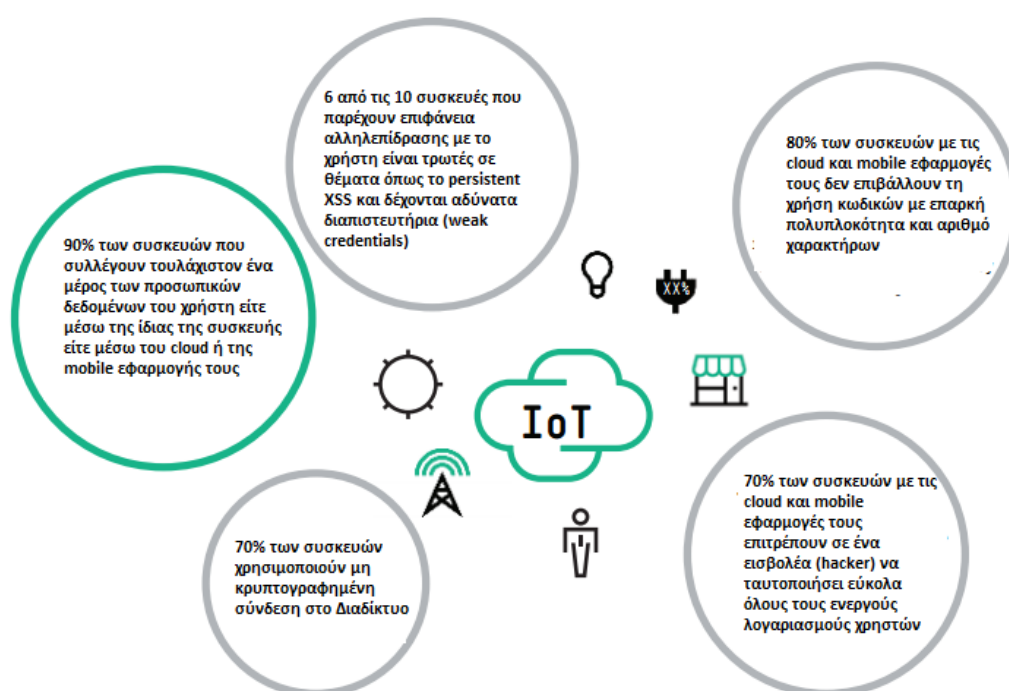 6 από τις 10 συσκευές που
παρέχουν επιφάνεια
αλληλεπίδρασης με το
χρήστη είναι τρωτές σε
θέματα όπως το persistent
XSS και δέχονται αδύνατα
διαπιστευτήρια (weak
credentials)
80% των συσκευών με τις
cloud και mobile εφαρμογές
τους δεν επιβάλλουν τη
χρήση κωδικών με επαρκή
πολυπλοκότητα και αριθμό
χαρακτήρων
90% των συσκευών που
συλλέγουν τουλάχιστον ένα
μέρος των προσωπικών
δεδομένων του χρήστη είτε
μέσω της ίδιας της συσκευής
είτε μέσω του cloud ή της
mobile εφαρμογής τους
XX%
IoT
70% των συσκευών
χρησιμοποιούν μη
κρυπτογραφημένη
σύνδεση στο Διαδίκτυο
70% των συσκευών με τις
cloud και mobile
εφαρμογές τους
επιτρέπουν σε ένα
εισβολέα (hacker) να
ταυτοποιήσει εύκολα
όλους τους ενεργούς
λογαριασμούς χρηστών